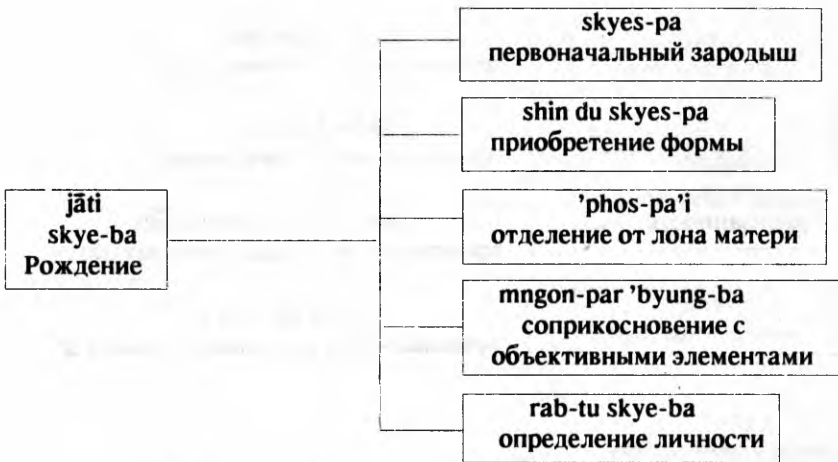 jāti
skye-ba
Рождение
skyes-pa
первоначальный зародыш
shin du skyes-pa
приобретение формы
’phos-pa’i
отделение от лона матери
mngon-par ’byung-ba
соприкосновение с
объективными элементами
rab-tu skye-ba
определение личности